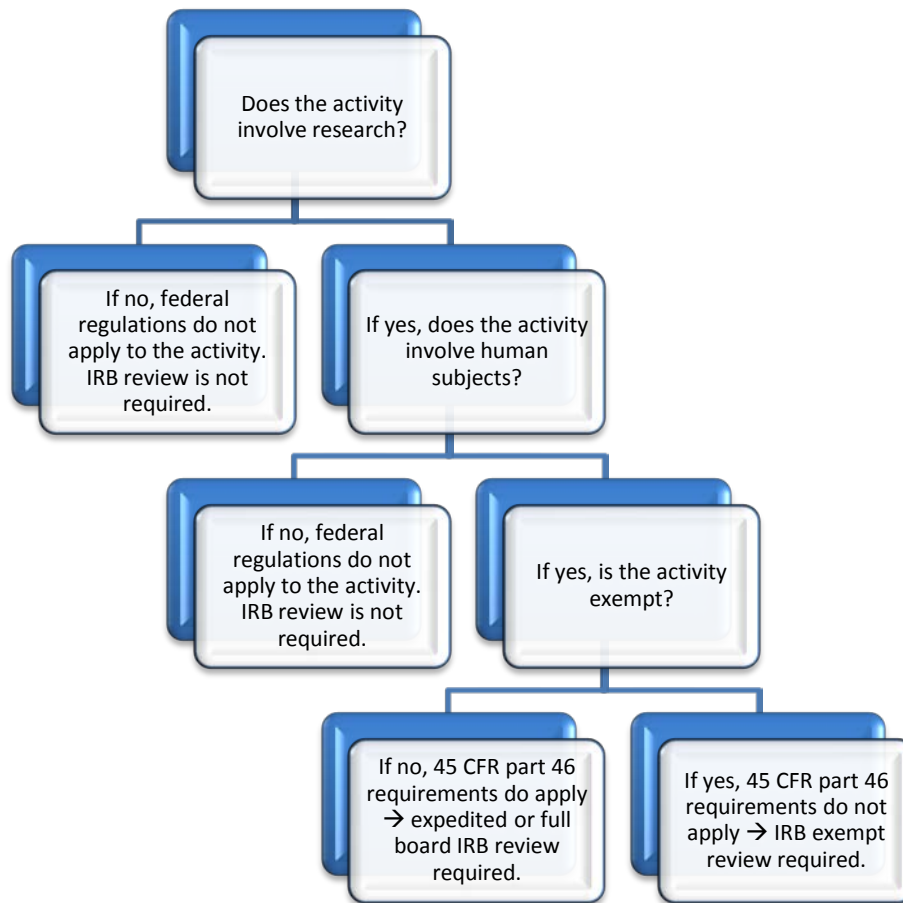 Does the activity
involve research?
If no, federal
regulations do not
apply to the activity.
IRB review is not
required.
If yes, does the activity
involve human
subjects?
If no, federal
regulations do not
apply to the activity.
IRB review is not
required.
If yes, is the activity
exempt?
If no, 45 CFR part 46
requirements do apply
→ expedited or full
board IRB review
required.
If yes, 45 CFR part 46
requirements do not
apply → IRB exempt
review required.